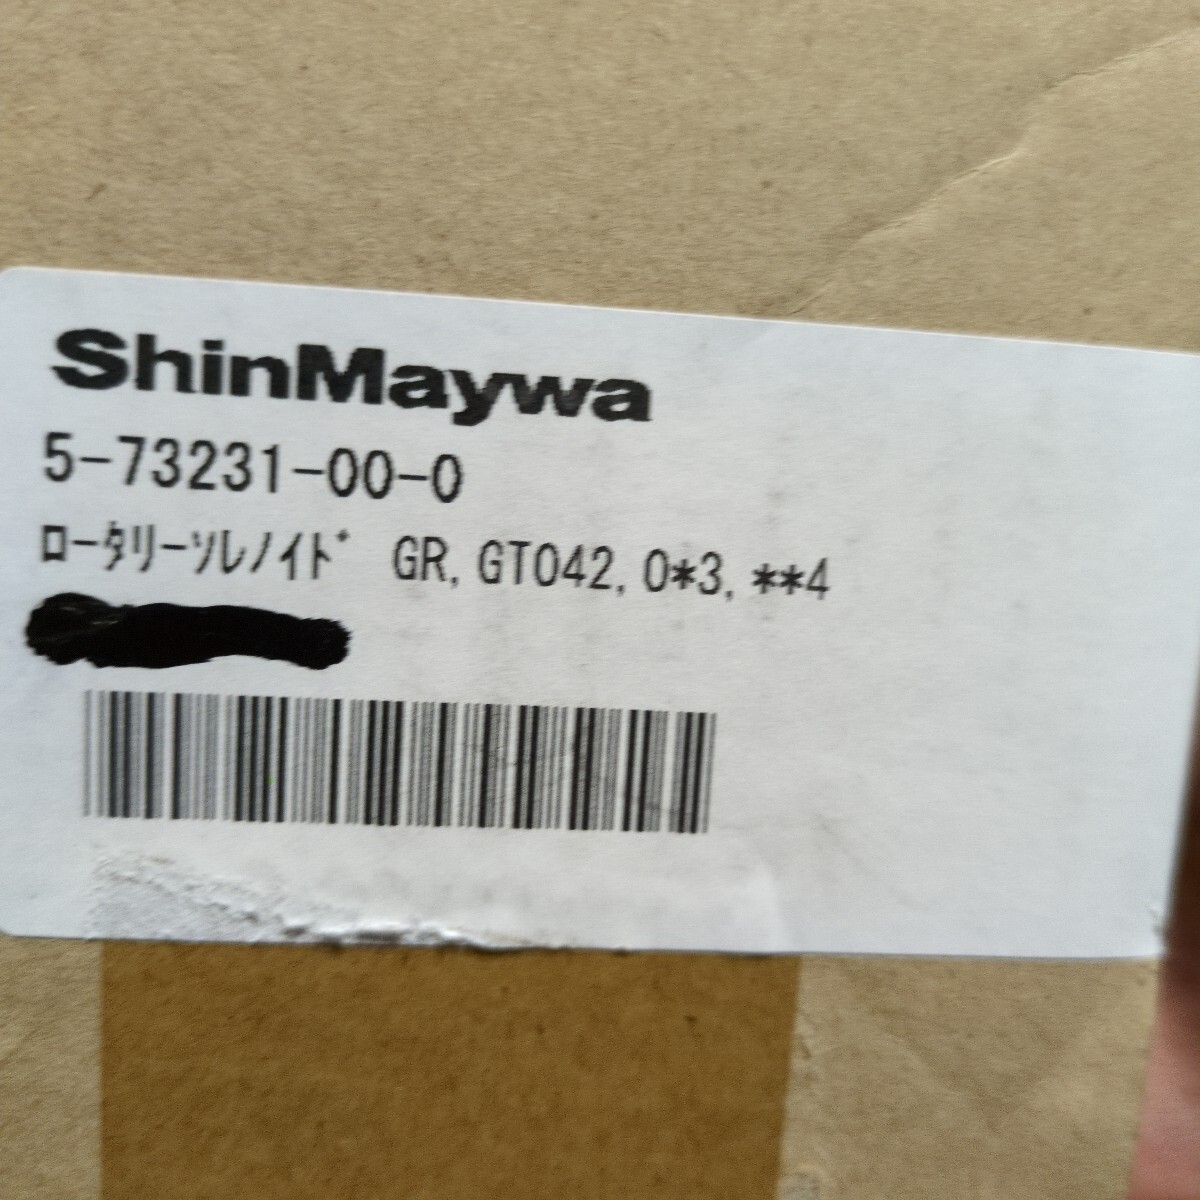 ShinMaywa
5-73231-00-0
ﾛｰﾀﾘｰｿﾚﾉｲﾄﾞ GR,GT042,0*3,**4